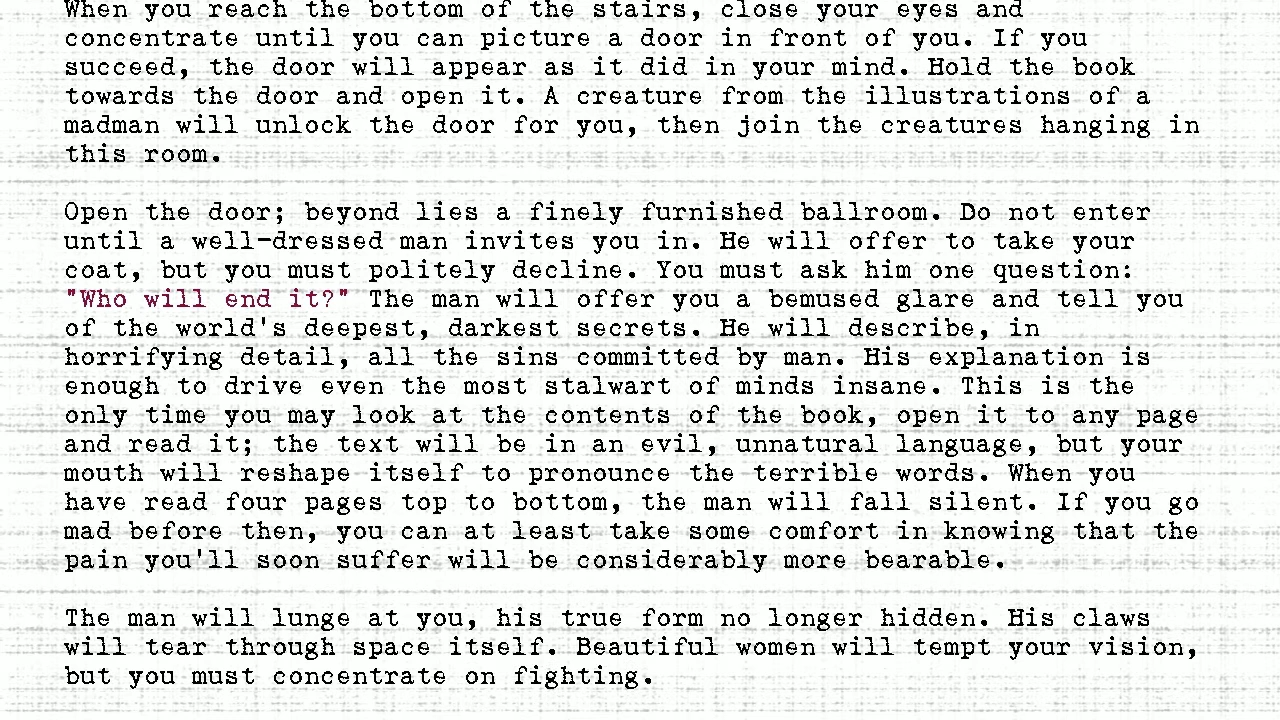 When you reach the bottom of the stairs, close your eyes and
concentrate until you can picture a door in front of you. If you
succeed, the door will appear as it did in your mind. Hold the book
towards the door and open it. A creature from the illustrations of a
madman will unlock the door for you, then join the creatures hanging in
this room.
Open the door; beyond lies a finely furnished ballroom. Do not enter
until a well-dressed man invites you in. He will offer to take your
coat, but you must politely decline. You must ask him one question:
"Who will end it?" The man will offer you a bemused glare and tell you
of the world's deepest, darkest secrets. He will describe, in
horrifying detail, all the sins committed by man. His explanation is
enough to drive even the most stalwart of minds insane. This is the
only time you may look at the contents of the book, open it to any page
and read it; the text will be in an evil, unnatural language, but your
mouth will reshape itself to pronounce the terrible words. When you
have read four pages top to bottom, the man will fall silent. If you go
mad before then, you can at least take some comfort in knowing that the
pain you'll soon suffer will be considerably more bearable.
The man will lunge at you, his true form no longer hidden. His claws
will tear through space itself. Beautiful women will tempt your vision,
but you must concentrate on fighting.